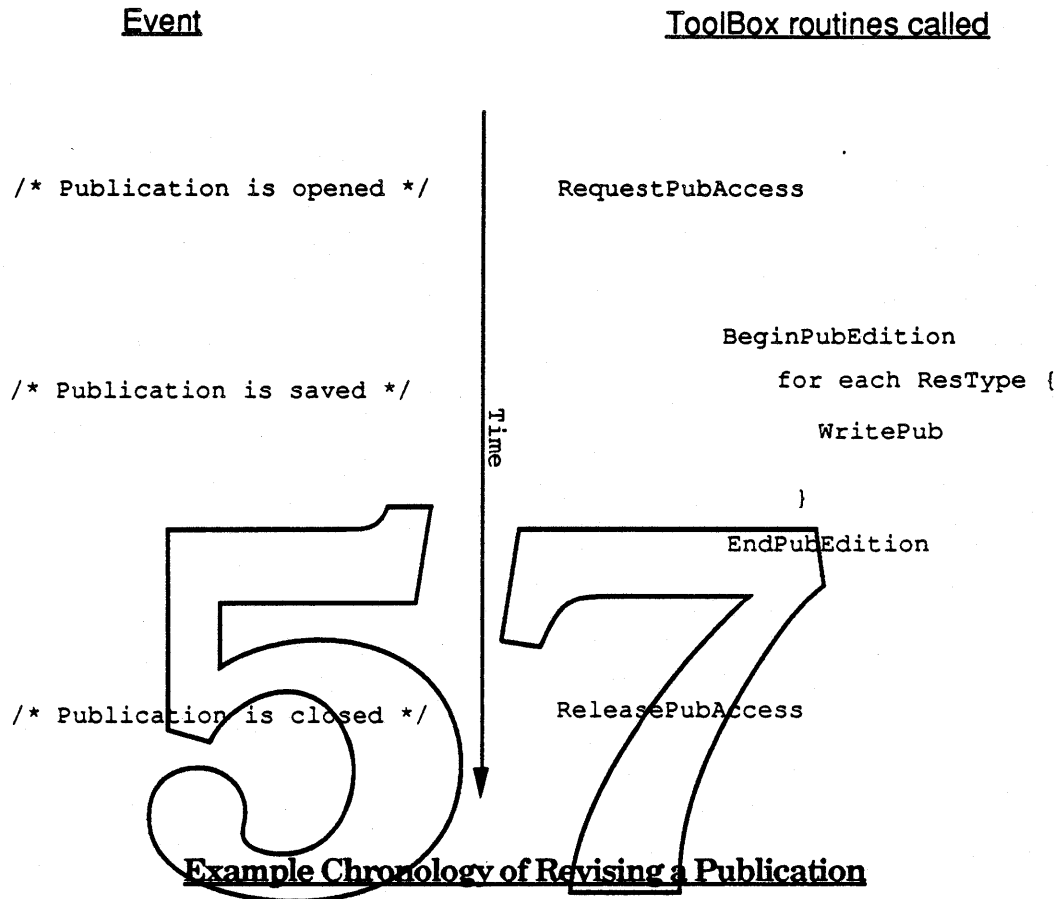 Event ToolBox routines called
/* Publication is opened */ RequestPubAccess
BeginPubEdition
/* Publication is saved */ for each ResType {
Time
WritePub
}
EndPubEdition
/* Publication is closed */ ReleasePubAccess
57
Example Chronology of Revising a Publication